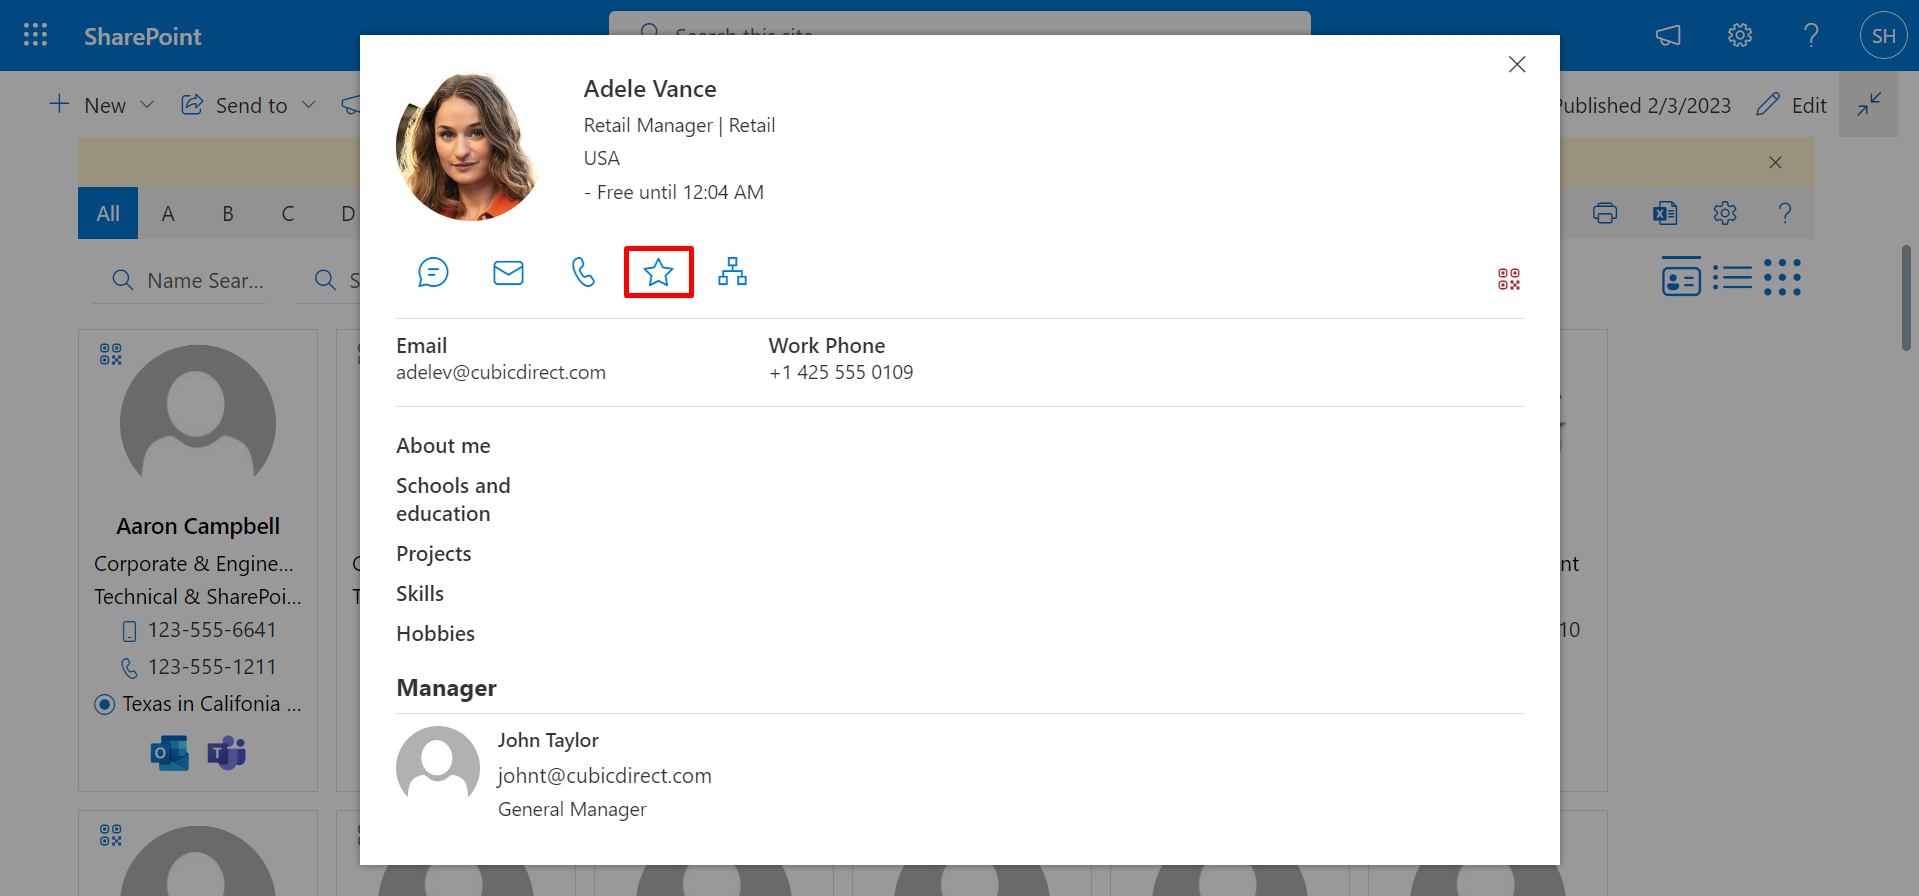 SharePoint
Search this site
SH
New
Send to
Published 2/3/2023
Edit
All
A
B
C
D
Name Sear...
S
Adele Vance
Retail Manager | Retail
USA
- Free until 12:04 AM
Email
adelev@cubicdirect.com
Work Phone
+1 425 555 0109
About me
Schools and
education
Projects
Skills
Hobbies
Manager
John Taylor
johnt@cubicdirect.com
General Manager
Aaron Campbell
Corporate & Engine...
Technical & SharePoi...
123-555-6641
123-555-1211
Texas in Califonia ...
nt
10